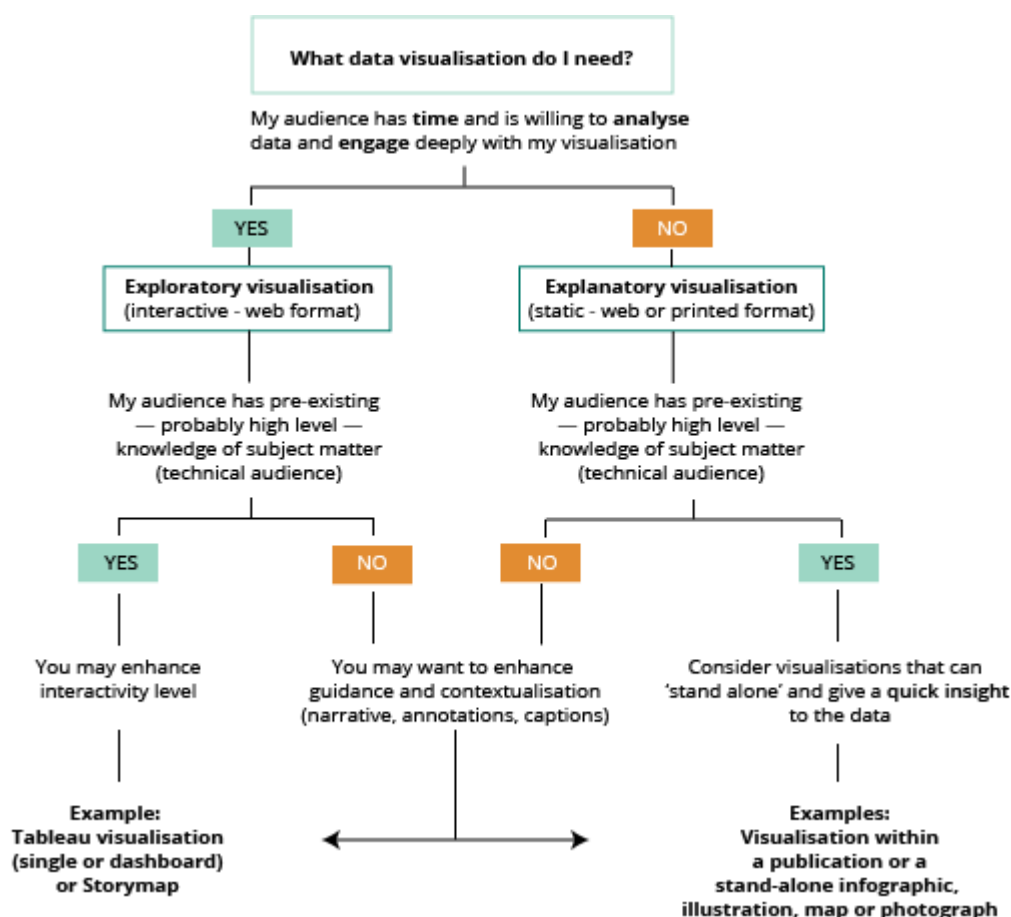 What data visualisation do I need?
My audience has time and is willing to analyse
data and engage deeply with my visualisation
YES
NO
Exploratory visualisation
(interactive - web format)
Explanatory visualisation
(static - web or printed format)
My audience has pre-existing
— probably high level —
knowledge of subject matter
(technical audience)
My audience has pre-existing
— probably high level —
knowledge of subject matter
(technical audience)
YES
NO
NO
YES
You may enhance
interactivity level
You may want to enhance
guidance and contextualisation
(narrative, annotations, captions)
Consider visualisations that can
‘stand alone’ and give a quick insight
to the data
Example:
Tableau visualisation
(single or dashboard)
or Storymap
Examples:
Visualisation within
a publication or a
stand-alone infographic,
illustration, map or photograph